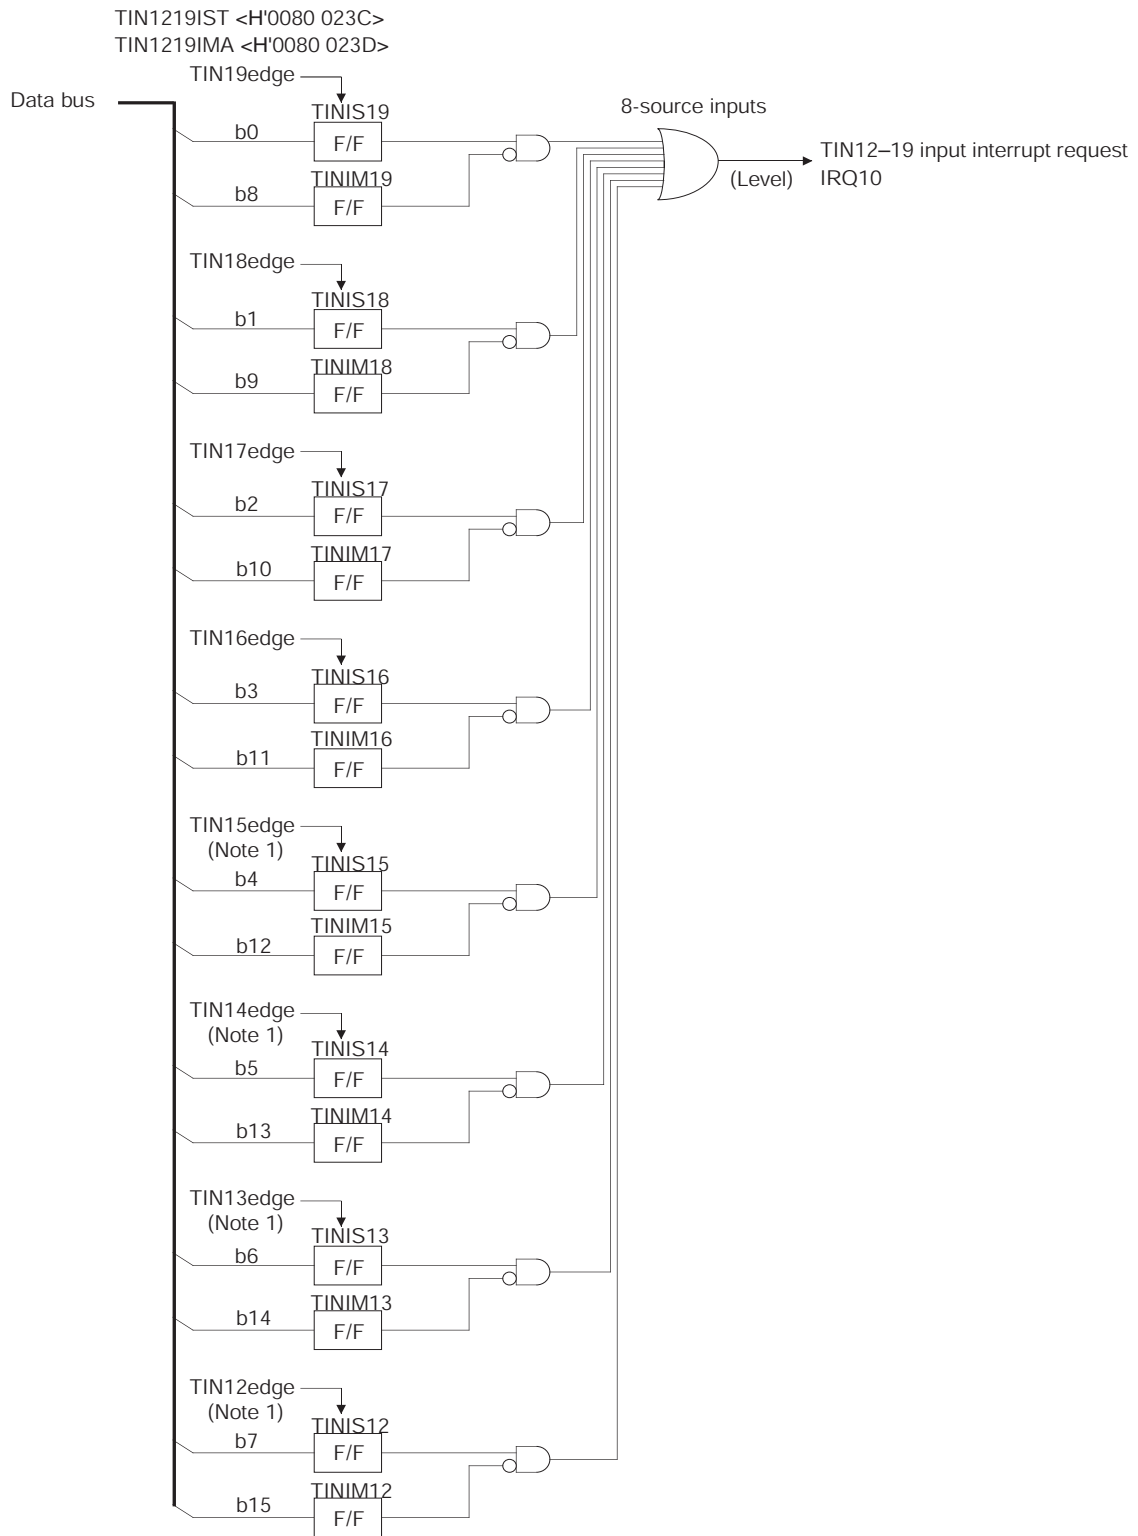 TIN1219IST <H'0080 023C>
TIN1219IMA <H'0080 023D>
TIN19edge
Data bus
TINIS19
8-source inputs
b0
F/F
TIN12–19 input interrupt request
(Level)
IRQ10
TINIM19
b8
F/F
TIN18edge
TINIS18
b1
F/F
TINIM18
b9
F/F
TIN17edge
TINIS17
b2
F/F
TINIM17
b10
F/F
TIN16edge
TINIS16
b3
F/F
TINIM16
b11
F/F
TIN15edge
(Note 1)
TINIS15
b4
F/F
TINIM15
b12
F/F
TIN14edge
(Note 1)
TINIS14
b5
F/F
TINIM14
b13
F/F
TIN13edge
(Note 1)
TINIS13
b6
F/F
TINIM13
b14
F/F
TIN12edge
(Note 1)
TINIS12
b7
F/F
TINIM12
b15
F/F